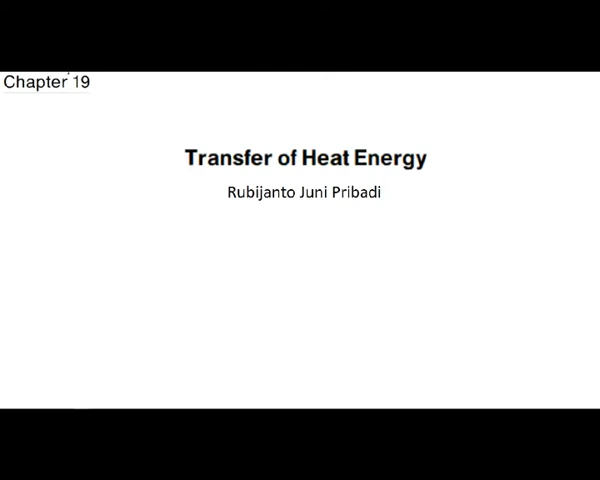 Chapter 19
Transfer of Heat Energy
Rubijanto Juni Pribadi